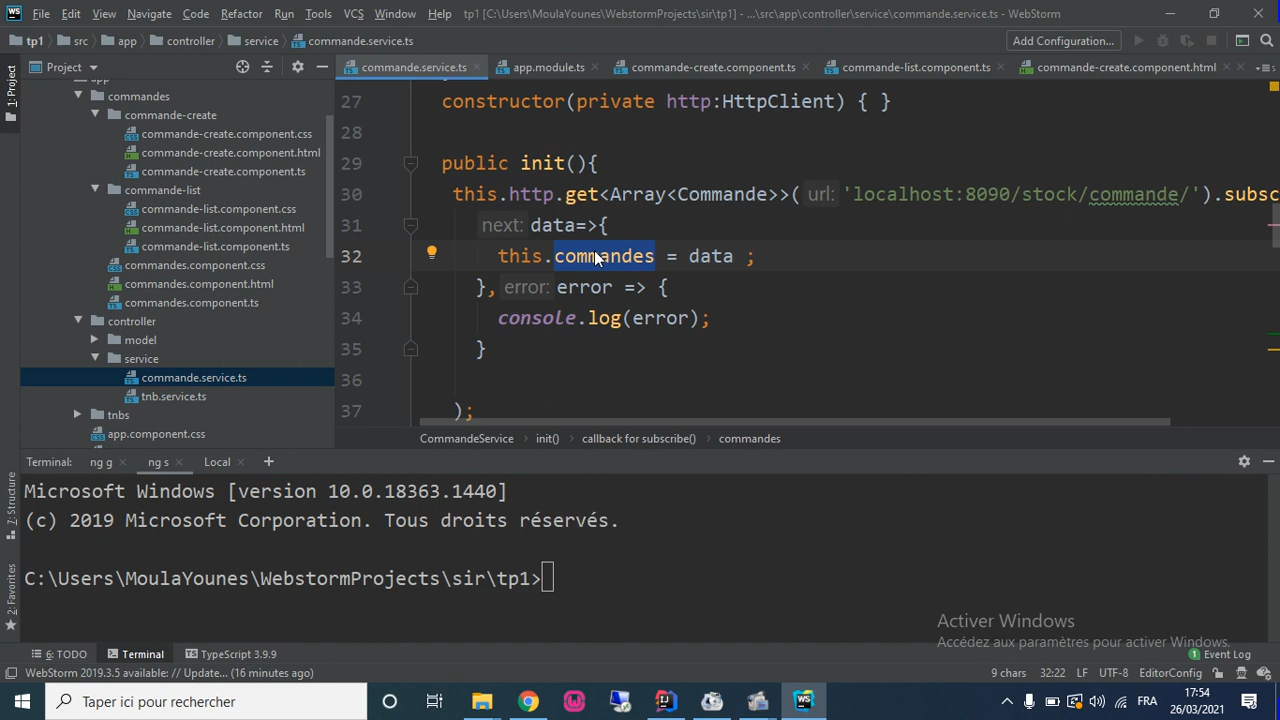 File Edit View Navigate Code Refactor Run Tools VCS Window Help tp1 [C:\Users\MoulaYounes\WebstormProjects\sir\tp1] - ...\src\app\controller\service\commande.service.ts - WebStorm
tp1 src app controller service commande.service.ts Add Configuration...
Project commande.service.ts app.module.ts commande-create.component.ts commande-list.component.ts commande-create.component.html
1: Project
commandes
commande-create
commande-create.component.css
commande-create.component.html
commande-create.component.ts
commande-list
commande-list.component.css
commande-list.component.html
commande-list.component.ts
commandes.component.css
commandes.component.html
commandes.component.ts
controller
model
service
commande.service.ts
tnb.service.ts
tnbs
app.component.css
27 constructor(private http:HttpClient) { }
28
29 public init(){
30 this.http.get<Array<Commande>>( url: 'localhost:8090/stock/commande/').subsc
31 next: data=>{
32 this.commandes = data ;
33 }, error: error => {
34 console.log(error);
35 }
36
37 );
CommandeService init() callback for subscribe() commandes
Terminal: ng g ng s Local +
Microsoft Windows [version 10.0.18363.1440]
(c) 2019 Microsoft Corporation. Tous droits réservés.
C:\Users\MoulaYounes\WebstormProjects\sir\tp1>
7: Structure
2: Favorites
Activer Windows
Accédez aux paramètres pour activer Windows.
6: TODO Terminal TypeScript 3.9.9 1 Event Log
WebStorm 2019.3.5 available: // Update... (16 minutes ago) 9 chars 32:22 LF UTF-8 EditorConfig
Taper ici pour rechercher FRA 17:54
26/03/2021